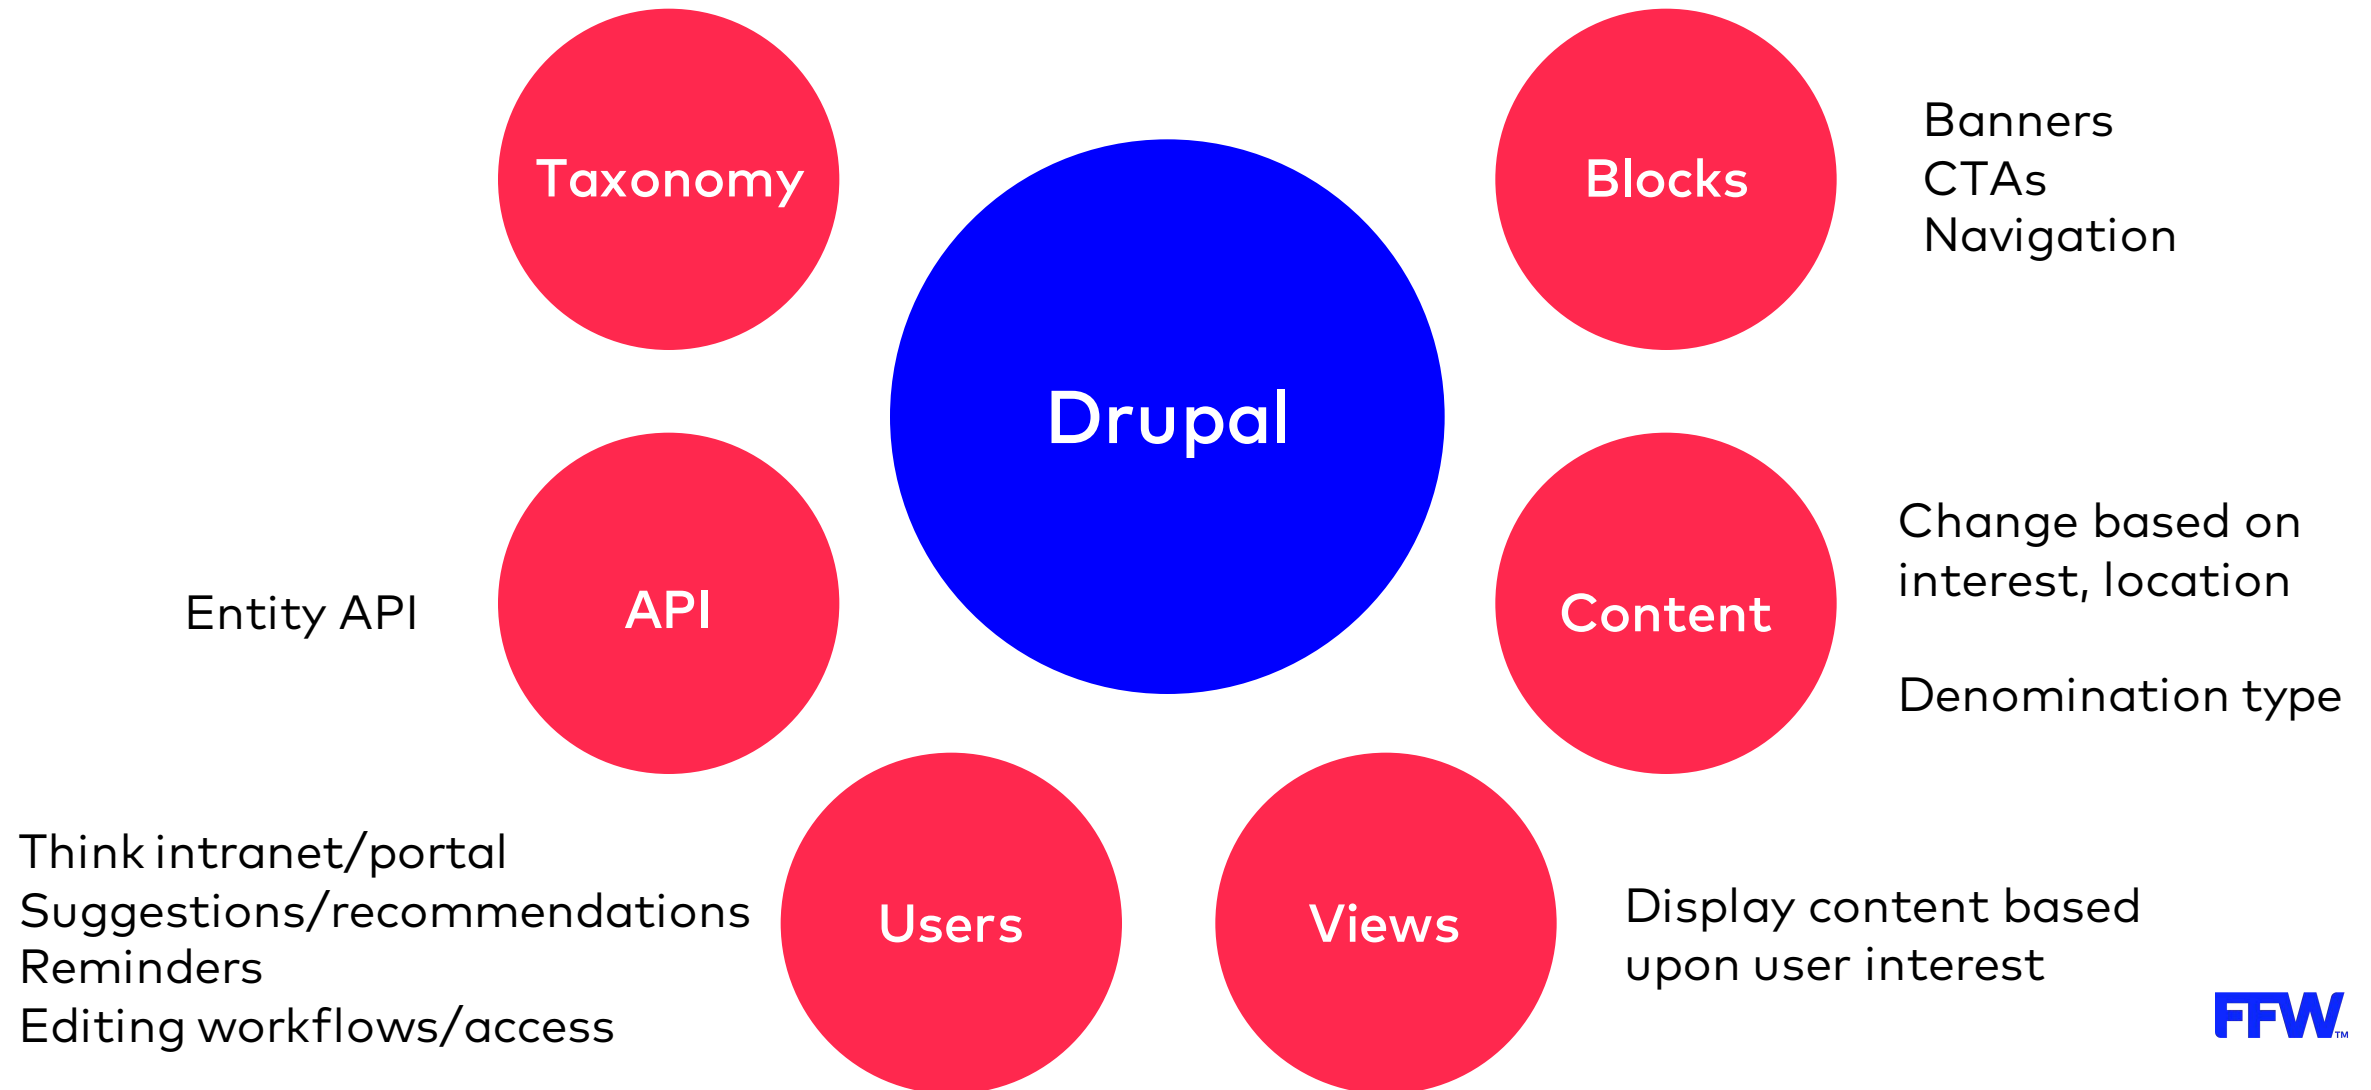 Taxonomy
Drupal
Blocks
Banners
CTAs
Navigation
Entity API
API
Content
Change based on
interest, location
Denomination type
Think intranet/portal
Suggestions/recommendations
Reminders
Editing workflows/access
Users
Views
Display content based
upon user interest
FFW™